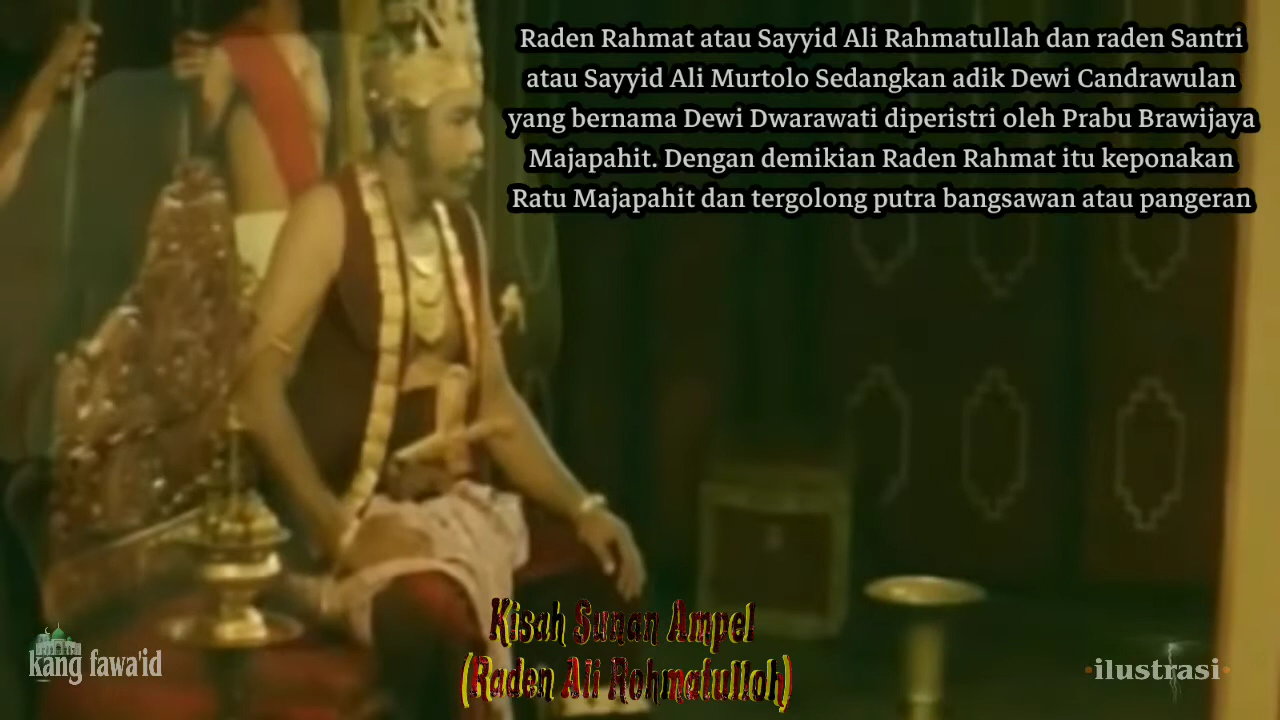 Raden Rahmat atau Sayyid Ali Rahmatullah dan raden Santri
atau Sayyid Ali Murtolo Sedangkan adik Dewi Candrawulan
yang bernama Dewi Dwarawati diperistri oleh Prabu Brawijaya
Majapahit. Dengan demikian Raden Rahmat itu keponakan
Ratu Majapahit dan tergolong putra bangsawan atau pangeran
Kisah Sunan Ampel
(Raden Ali Rohmatulloh)
kang fawa'id
•ilustrasi•